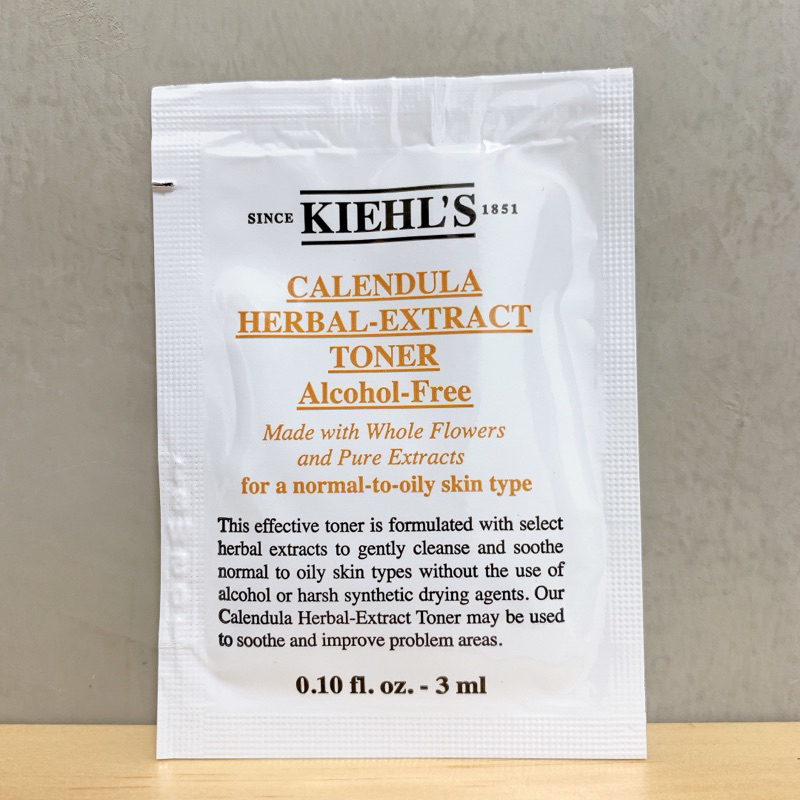 SINCE KIEHL'S 1851
CALENDULA
HERBAL-EXTRACT
TONER
Alcohol-Free
Made with Whole Flowers
and Pure Extracts
for a normal-to-oily skin type
This effective toner is formulated with select
herbal extracts to gently cleanse and soothe
normal to oily skin types without the use of
alcohol or harsh synthetic drying agents. Our
Calendula Herbal-Extract Toner may be used
to soothe and improve problem areas.
0.10 fl. oz. - 3 ml